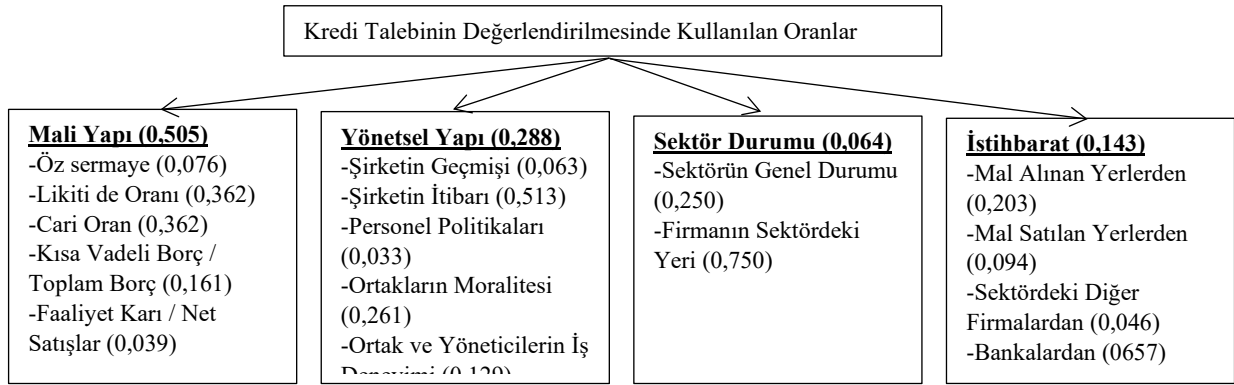 Kredi Talebinin Değerlendirilmesinde Kullanılan Oranlar
Mali Yapı (0,505)
-Öz sermaye (0,076)
-Likiti de Oranı (0,362)
-Cari Oran (0,362)
-Kısa Vadeli Borç /
Toplam Borç (0,161)
-Faaliyet Karı / Net
Satışlar (0,039)
Yönetsel Yapı (0,288)
-Şirketin Geçmişi (0,063)
-Şirketin İtibarı (0,513)
-Personel Politikaları
(0,033)
-Ortakların Moralitesi
(0,261)
-Ortak ve Yöneticilerin İş
Deneyimi (0,129)
Sektör Durumu (0,064)
-Sektörün Genel Durumu
(0,250)
-Firmanın Sektördeki
Yeri (0,750)
İstihbarat (0,143)
-Mal Alınan Yerlerden
(0,203)
-Mal Satılan Yerlerden
(0,094)
-Sektördeki Diğer
Firmalardan (0,046)
-Bankalardan (0657)